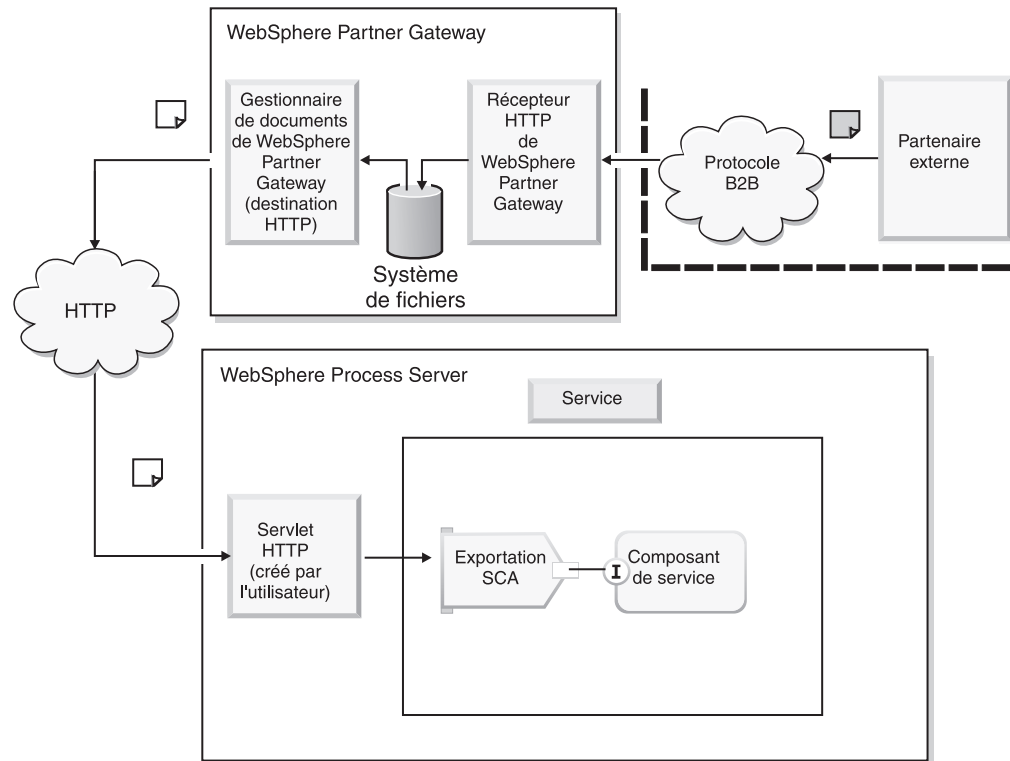 WebSphere Partner Gateway
Gestionnaire
de documents
de WebSphere
Partner
Gateway
(destination
HTTP)
Récepteur
HTTP
de
WebSphere
Partner
Gateway
Système
de fichiers
Protocole
B2B
Partenaire
externe
HTTP
WebSphere Process Server
Service
Servlet
HTTP
(créé par
l'utilisateur)
Exportation
SCA
I
Composant
de service